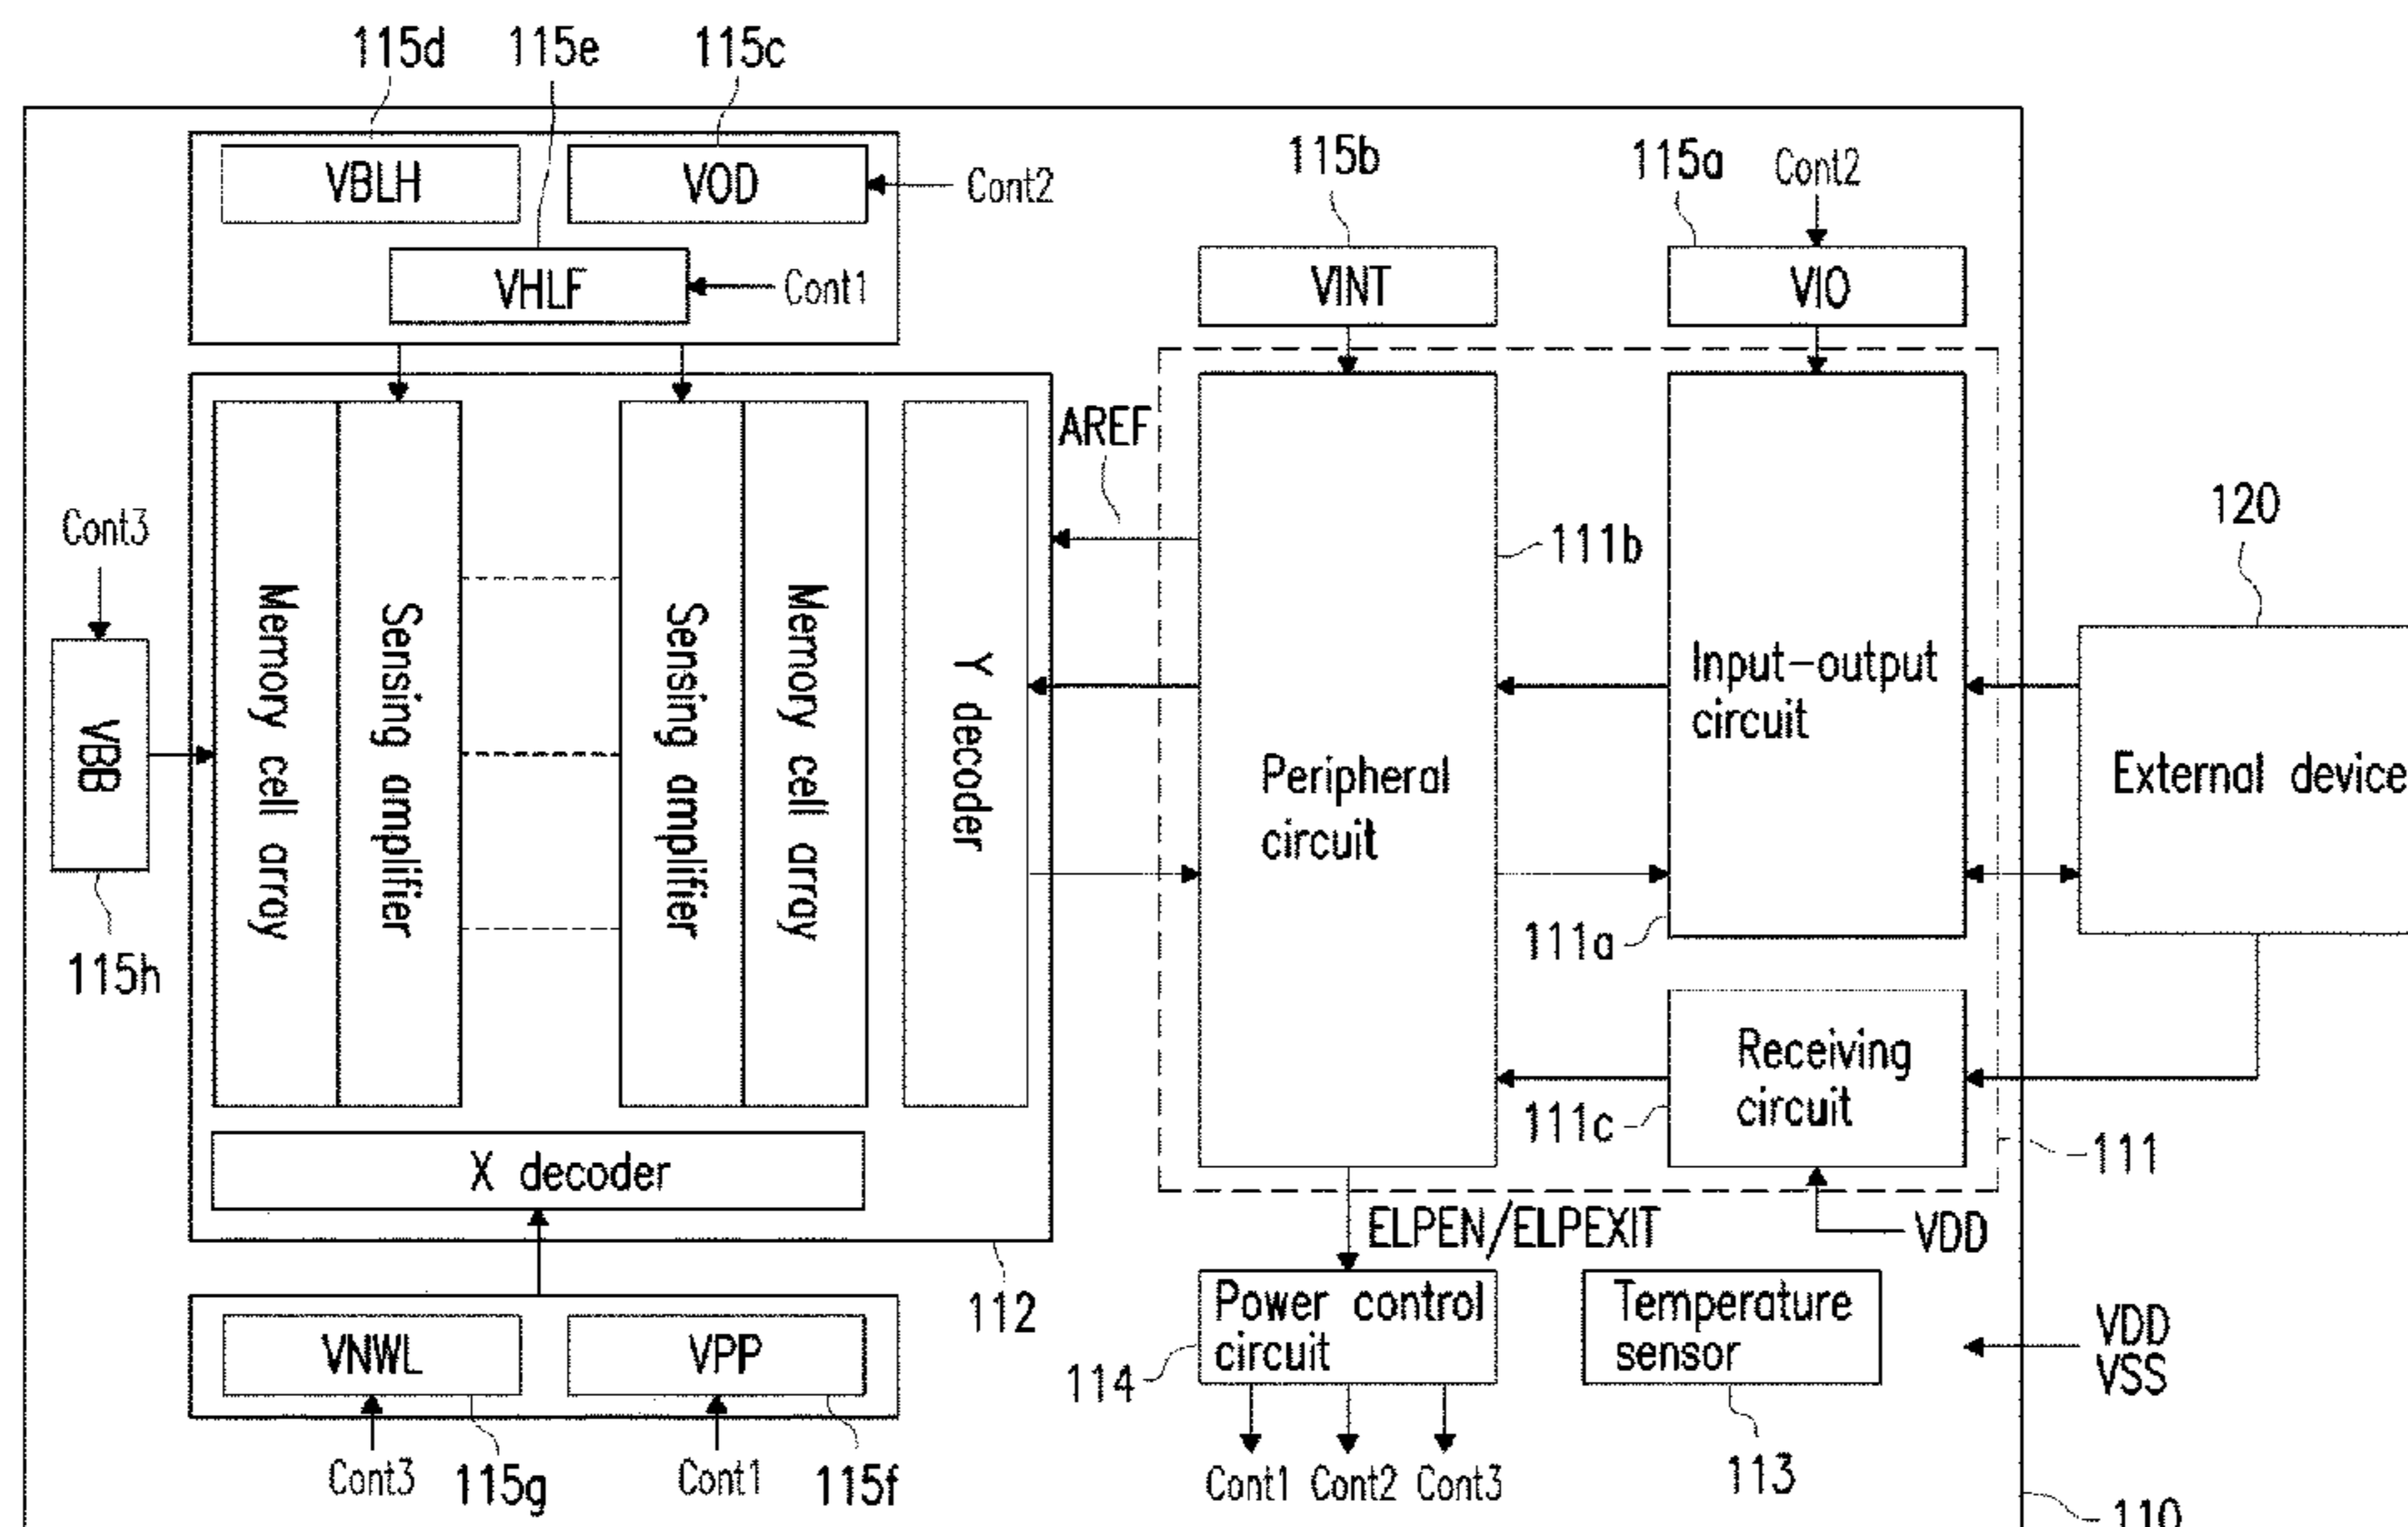 115d
115e
115c
VBLH
VOD
Cont2
VHLF
Cont1
115b
115a
Cont2
VINT
VIO
AREF
Cont3
VBB
115h
Memory cell array
Sensing amplifier
Sensing amplifier
Memory cell array
Y decoder
Peripheral
circuit
111b
Input-output
circuit
111a
120
External device
Receiving
circuit
111c
111
VDD
X decoder
112
ELPEN/ELPEXIT
VNWL
VPP
Cont3
115g
Cont1
115f
Power control
circuit
114
Cont1 Cont2 Cont3
Temperature
sensor
113
VDD
VSS
110